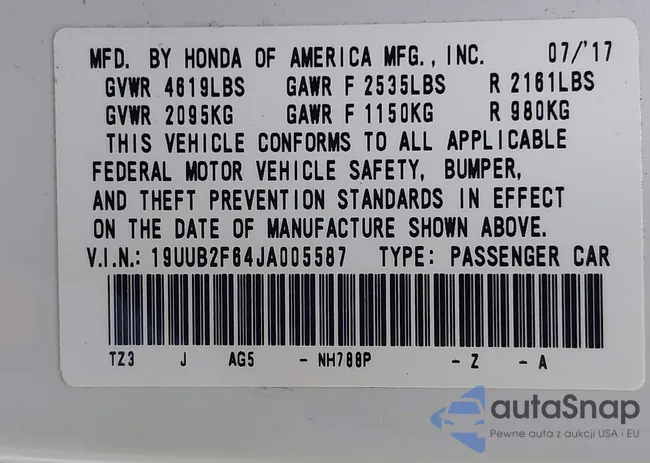 MFD. BY HONDA OF AMERICA MFG., INC. 07/'17
GVWR 4619LBS GAWR F 2535LBS R 2161LBS
GVWR 2095KG GAWR F 1150KG R 980KG
THIS VEHICLE CONFORMS TO ALL APPLICABLE
FEDERAL MOTOR VEHICLE SAFETY, BUMPER,
AND THEFT PREVENTION STANDARDS IN EFFECT
ON THE DATE OF MANUFACTURE SHOWN ABOVE.
V.I.N.: 19UUB2F64JA005587 TYPE: PASSENGER CAR
TZ3 J AG5 - NH788P - Z - A
autaSnap
Pewne auta z aukcji USA i EU